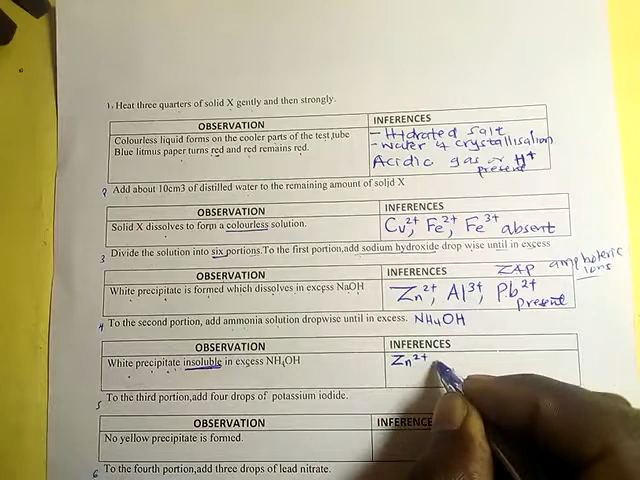 1. Heat three quarters of solid X gently and then strongly.
OBSERVATION
INFERENCES
Colourless liquid forms on the cooler parts of the test tube
Blue litmus paper turns red and red remains red.
- Hydrated salt
- Water of crystallisation
Acidic gas or H+
present
2 Add about 10cm3 of distilled water to the remaining amount of solid X
OBSERVATION
INFERENCES
Solid X dissolves to form a colourless solution.
Cu2+, Fe2+, Fe3+ absent
3 Divide the solution into six portions.To the first portion,add sodium hydroxide drop wise until in excess
OBSERVATION
INFERENCES
ZAP amphoteric
ions
White precipitate is formed which dissolves in excess NaOH
Zn2+, Al3+, Pb2+
present
4 To the second portion, add ammonia solution dropwise until in excess. NH4OH
OBSERVATION
INFERENCES
White precipitate insoluble in excess NH4OH
Zn2+
5 To the third portion,add four drops of potassium iodide.
OBSERVATION
No yellow precipitate is formed.
6 To the fourth portion,add three drops of lead nitrate.